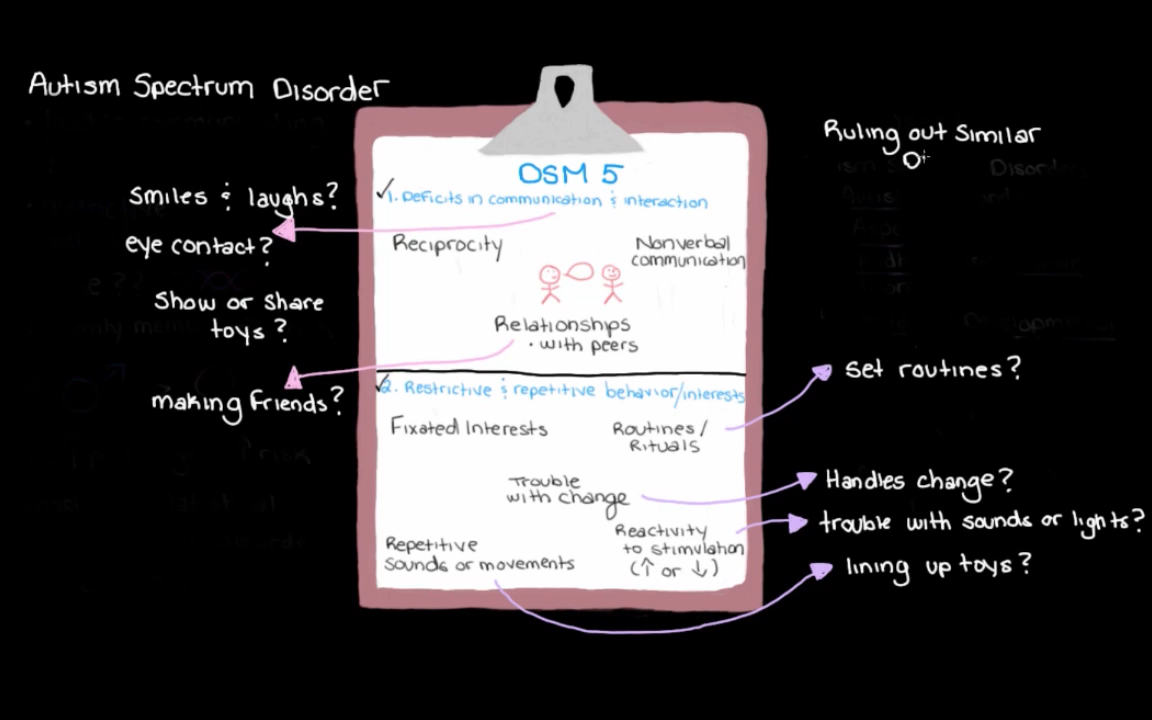 Autism Spectrum Disorder
Smiles & laughs?
eye contact?
Show or share
toys?
making friends?
DSM 5
✓1. Deficits in communication & interaction
Reciprocity
Nonverbal
communication
Relationships
• with peers
✓2. Restrictive & repetitive behavior/interests
Fixated Interests
Routines/
Rituals
Trouble
with change
Reactivity
to stimulation
(↑ or ↓)
Repetitive
sounds or movements
Ruling out Similar
set routines?
Handles change?
trouble with sounds or lights?
lining up toys?